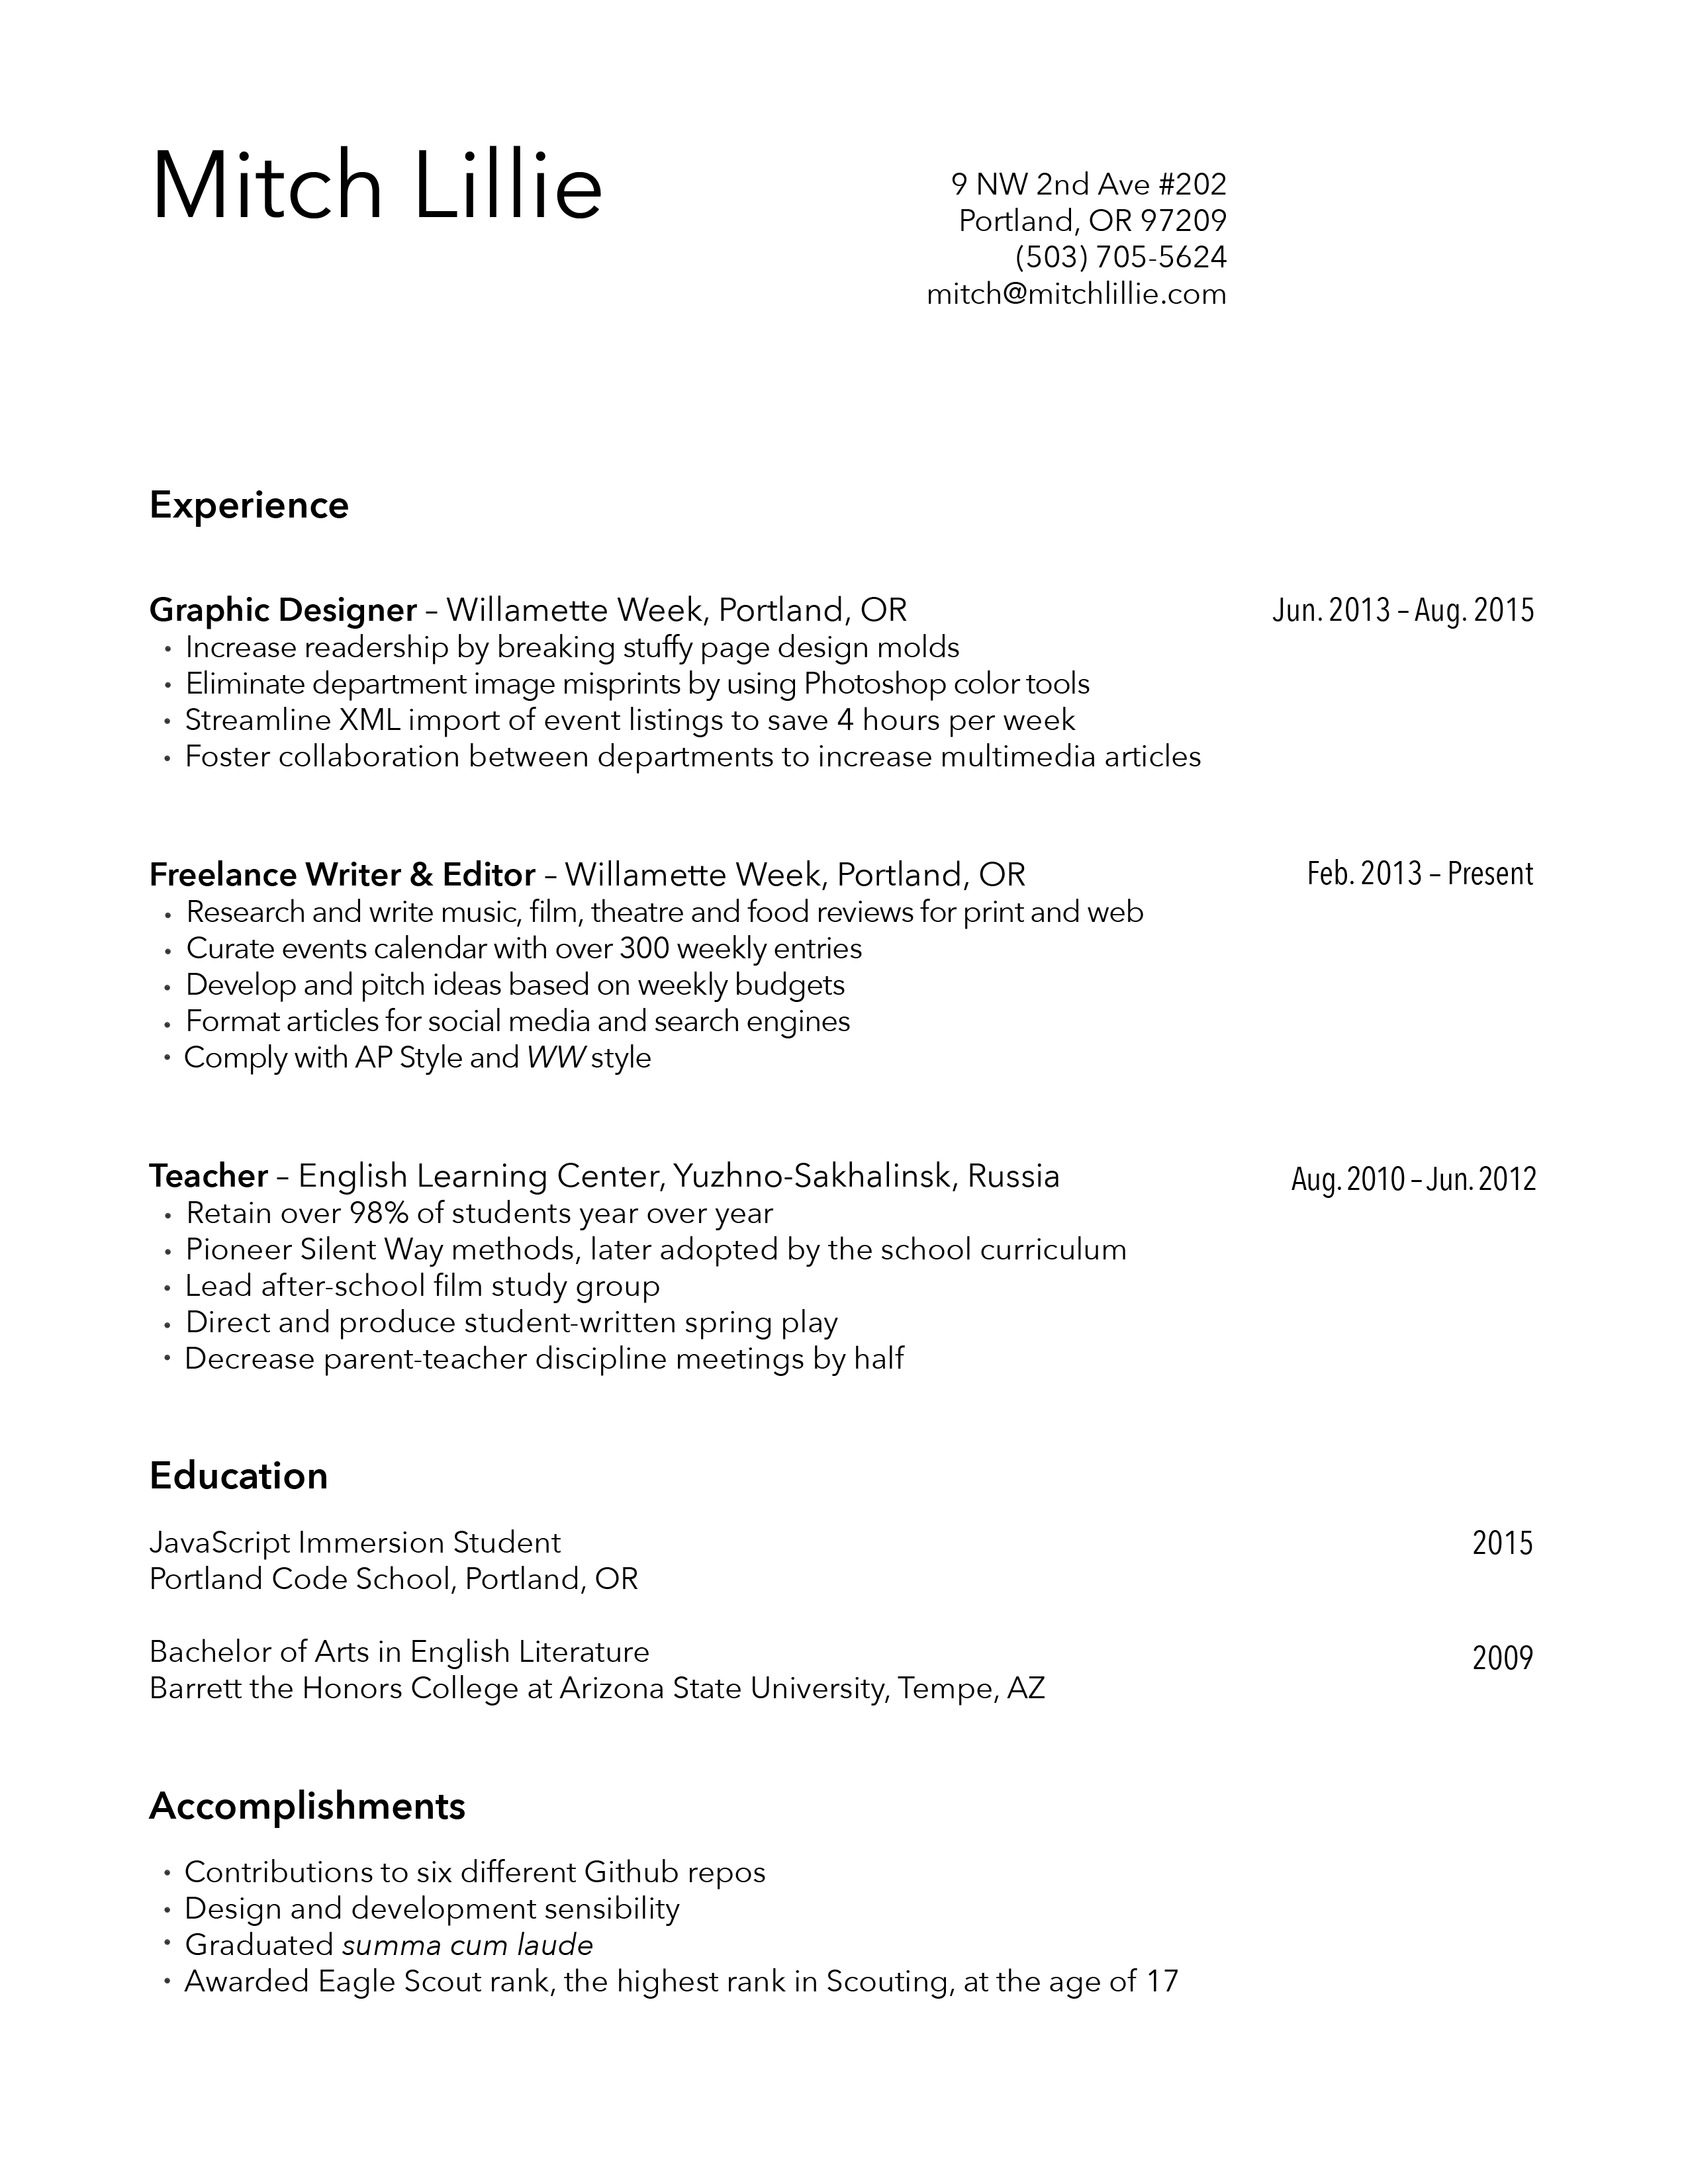 Mitch Lillie
9 NW 2nd Ave #202
Portland, OR 97209
(503) 705-5624
mitch@mitchlillie.com
Experience
Graphic Designer – Willamette Week, Portland, OR Jun. 2013 – Aug. 2015
• Increase readership by breaking stuffy page design molds
• Eliminate department image misprints by using Photoshop color tools
• Streamline XML import of event listings to save 4 hours per week
• Foster collaboration between departments to increase multimedia articles
Freelance Writer & Editor – Willamette Week, Portland, OR Feb. 2013 – Present
• Research and write music, film, theatre and food reviews for print and web
• Curate events calendar with over 300 weekly entries
• Develop and pitch ideas based on weekly budgets
• Format articles for social media and search engines
• Comply with AP Style and WW style
Teacher – English Learning Center, Yuzhno-Sakhalinsk, Russia Aug. 2010 – Jun. 2012
• Retain over 98% of students year over year
• Pioneer Silent Way methods, later adopted by the school curriculum
• Lead after-school film study group
• Direct and produce student-written spring play
• Decrease parent-teacher discipline meetings by half
Education
JavaScript Immersion Student 2015
Portland Code School, Portland, OR
Bachelor of Arts in English Literature 2009
Barrett the Honors College at Arizona State University, Tempe, AZ
Accomplishments
• Contributions to six different Github repos
• Design and development sensibility
• Graduated summa cum laude
• Awarded Eagle Scout rank, the highest rank in Scouting, at the age of 17